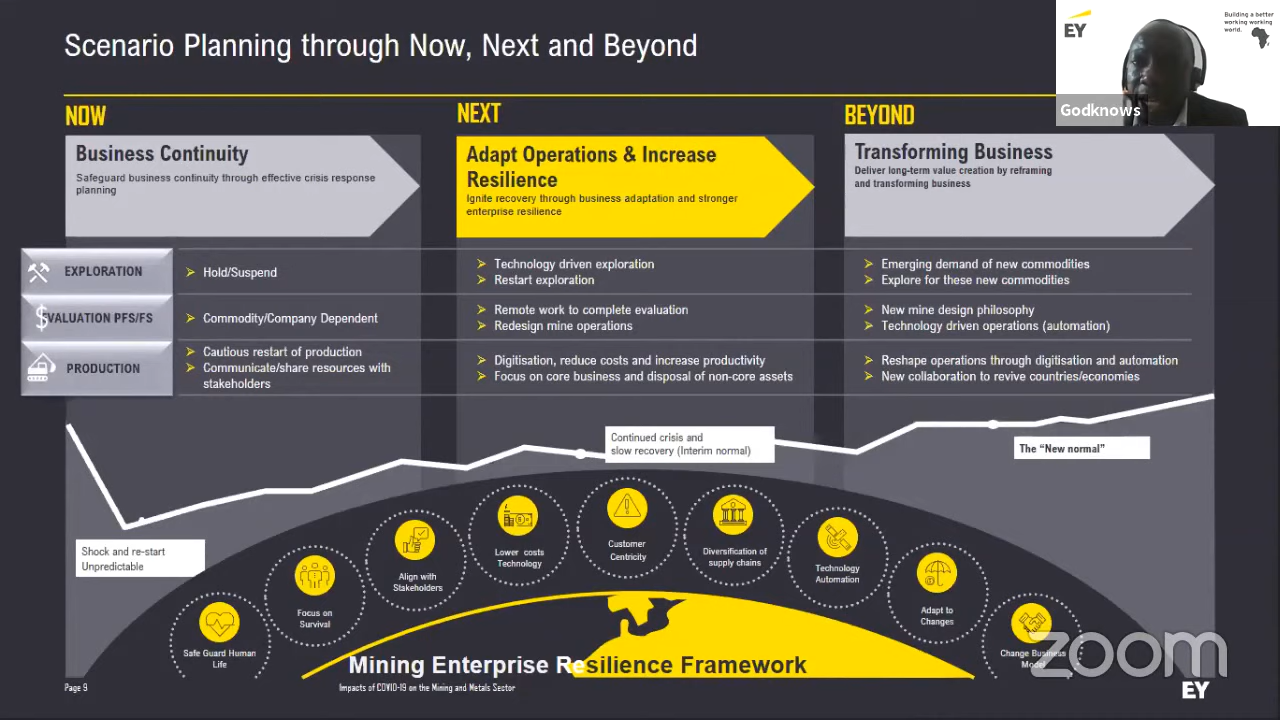 Scenario Planning through Now, Next and Beyond
EY
Building a better
working working
world.
Godknows
NOW
NEXT
BEYOND
Business Continuity
Safeguard business continuity through effective crisis response
planning
Adapt Operations & Increase
Resilience
Ignite recovery through business adaptation and stronger
enterprise resilience
Transforming Business
Deliver long-term value creation by reframing
and transforming business
EXPLORATION
Hold/Suspend
Technology driven exploration
Restart exploration
Emerging demand of new commodities
Explore for these new commodities
VALUATION PFS/FS
Commodity/Company Dependent
Remote work to complete evaluation
Redesign mine operations
New mine design philosophy
Technology driven operations (automation)
PRODUCTION
Cautious restart of production
Communicate/share resources with
stakeholders
Digitisation, reduce costs and increase productivity
Focus on core business and disposal of non-core assets
Reshape operations through digitisation and automation
New collaboration to revive countries/economies
Continued crisis and
slow recovery (Interim normal)
The “New normal”
Shock and re-start
Unpredictable
Safe Guard Human
Life
Focus on
Survival
Align with
Stakeholders
Lower costs
Technology
Customer
Centricity
Diversification of
supply chains
Technology
Automation
Adapt to
Changes
Change Business
Model
Mining Enterprise Resilience Framework
Page 9
Impacts of COVID-19 on the Mining and Metals Sector
zoom
EY